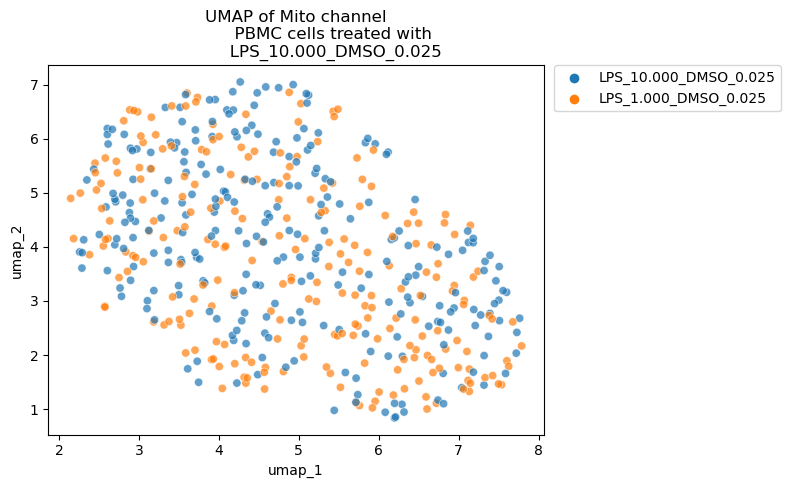 UMAP of Mito channel
PBMC cells treated with
LPS_10.000_DMSO_0.025
LPS_10.000_DMSO_0.025
LPS_1.000_DMSO_0.025
7
6
5
4
3
2
1
umap_2
2 3 4 5 6 7 8
umap_1